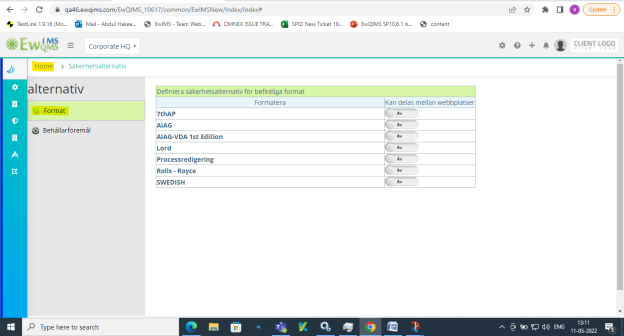 qa46.ewqims.com/EwQIMS_10617/common/EwIMSNew/Index/Index#
Update
TestLink 1.9.16 (Mo...
Mail - Abdul Hakee...
EwIMS - Team Web...
OMNEX ISSUE TRA...
SPID New Ticket 18...
EwQIMS SP10.6.1 Is...
content
EwQIMS
Corporate HQ
CLIENT LOGO
Home > Säkerhetsalternativ
alternativ
Format
Behållarföremål
Definiera säkerhetsalternativ för befintliga format
Formatera Kan delas mellan webbplatser
7thAP Av
AIAG Av
AIAG-VDA 1st Edition Av
Lord Av
Processredigering Av
Rolls - Royce Av
SWEDISH Av
Type here to search
ENG
13:11
11-05-2022